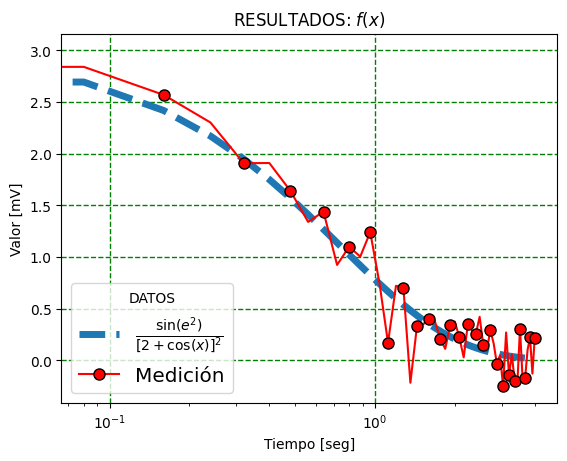 RESULTADOS: f(x)
3.0
2.5
2.0
1.5
1.0
0.5
0.0
Valor [mV]
DATOS
sin(e²)
[2 + cos(x)]²
Medición
10⁻¹ 10⁰
Tiempo [seg]